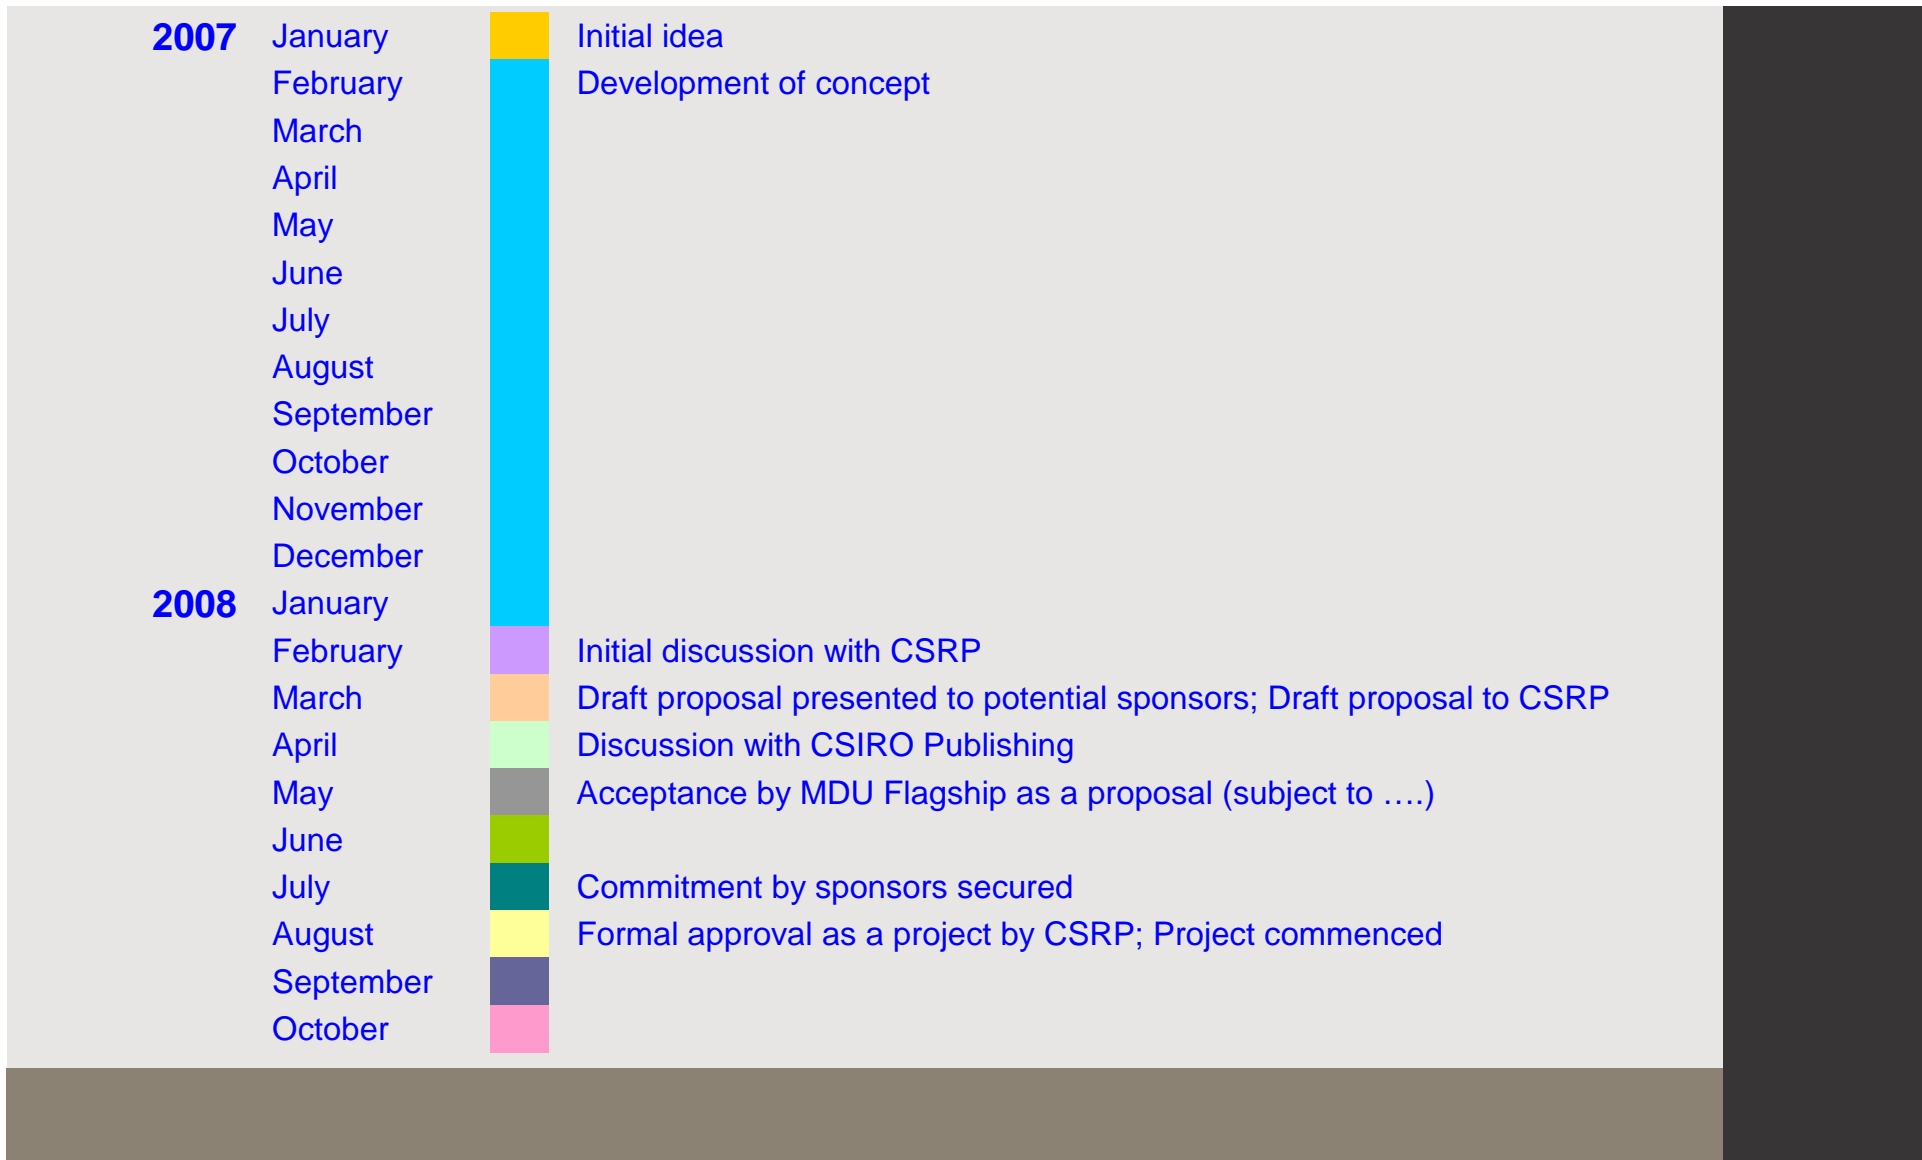 2007 January Initial idea
February Development of concept
March
April
May
June
July
August
September
October
November
December
2008 January
February Initial discussion with CSRP
March Draft proposal presented to potential sponsors; Draft proposal to CSRP
April Discussion with CSIRO Publishing
May Acceptance by MDU Flagship as a proposal (subject to ….)
June
July Commitment by sponsors secured
August Formal approval as a project by CSRP; Project commenced
September
October